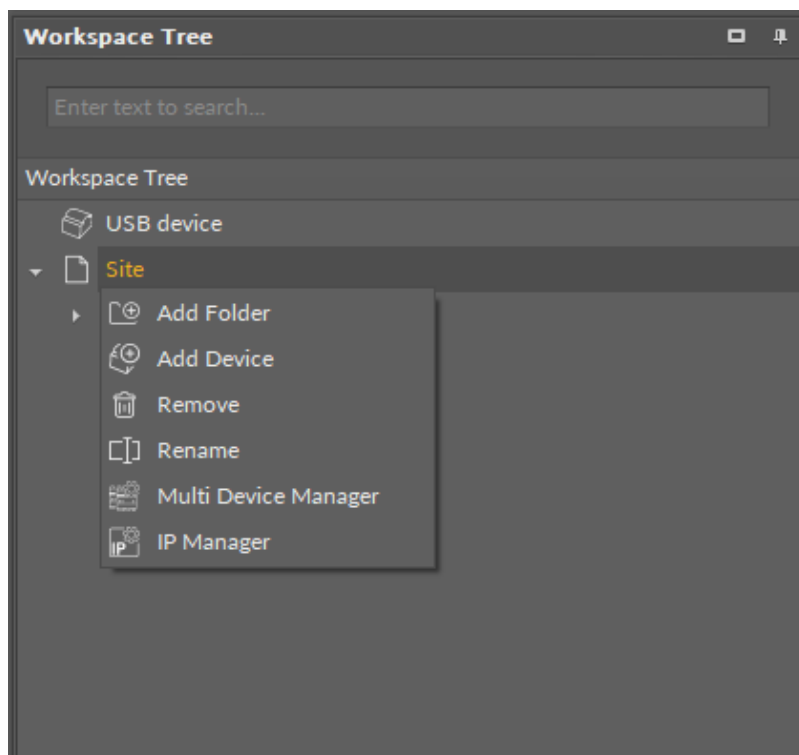 Workspace Tree
Enter text to search...
Workspace Tree
USB device
Site
Add Folder
Add Device
Remove
Rename
Multi Device Manager
IP IP Manager